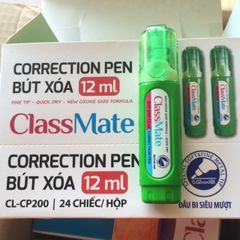 CORRECTION PEN
BÚT XÓA 12 ml
FINE TIP - QUICK DRY - NEW OZONE SAFE FORMULA
ClassMate
CORRECTION PEN
BÚT XÓA 12 ml
CL-CP200 | 24 CHIẾC/HỘP
ĐẦU BI SIÊU MƯỢT